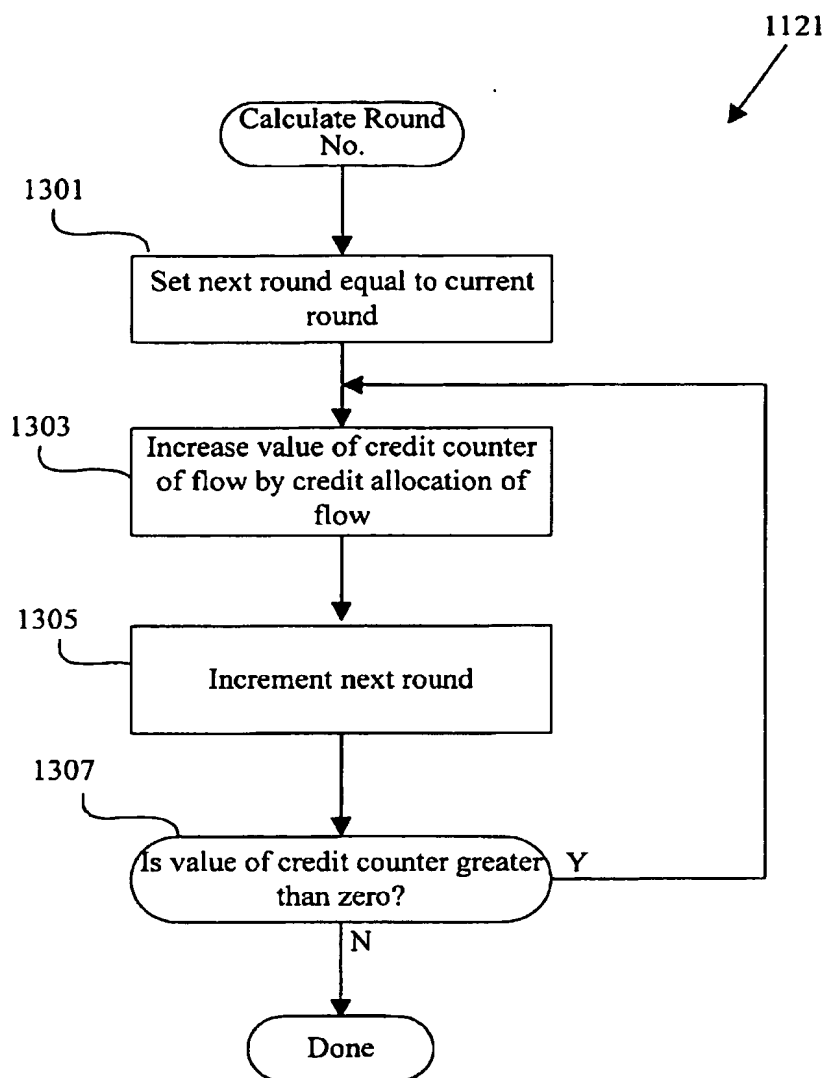 1121
Calculate Round
No.
1301
Set next round equal to current
round
1303
Increase value of credit counter
of flow by credit allocation of
flow
1305
Increment next round
1307
Is value of credit counter greater
than zero?
Y
N
Done